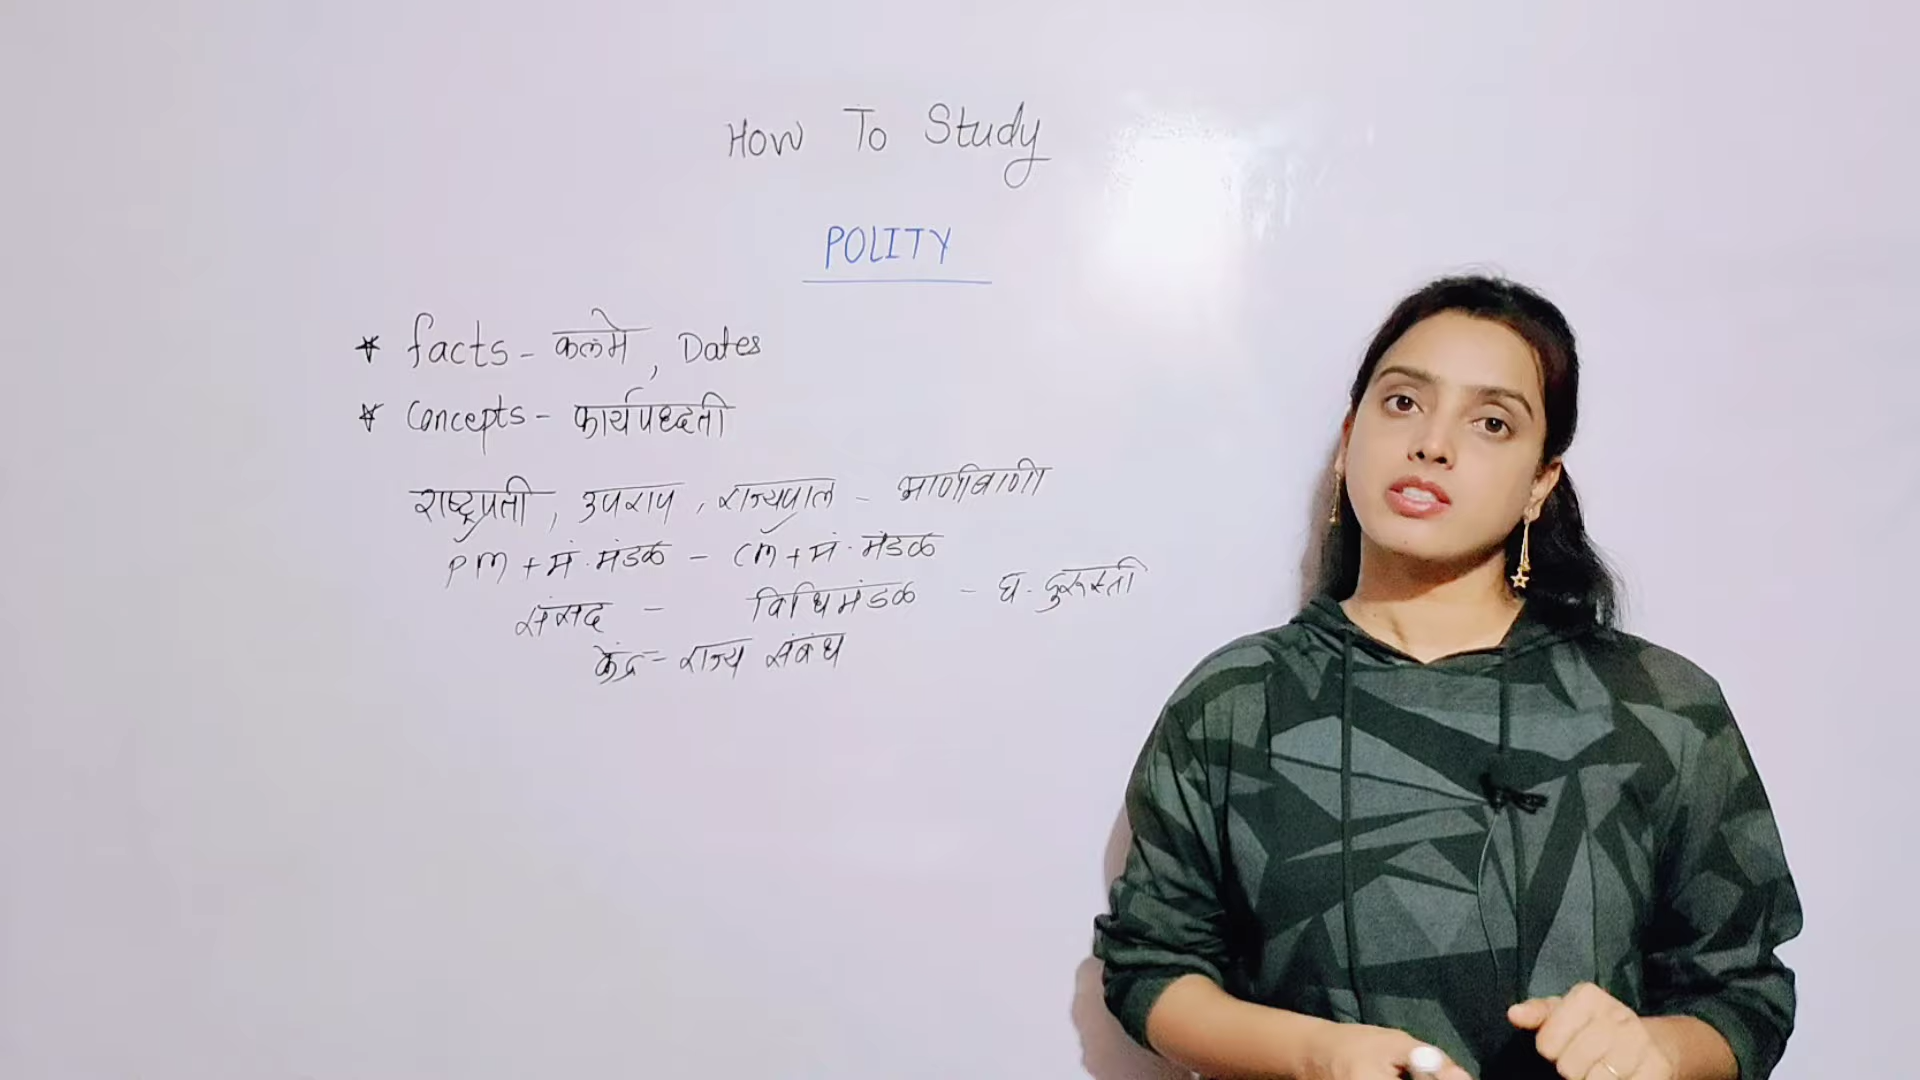 How To Study
POLITY
* facts - कलमे, Dates
* Concepts - कार्यपध्दती
राष्ट्रपती, उपराप, राज्यपाल - आणीबाणी
PM + मं. मंडळ - CM + मं. मंडळ
संसद - विधिमंडळ - घ. दुरूस्ती
केंद्र - राज्य संबंध